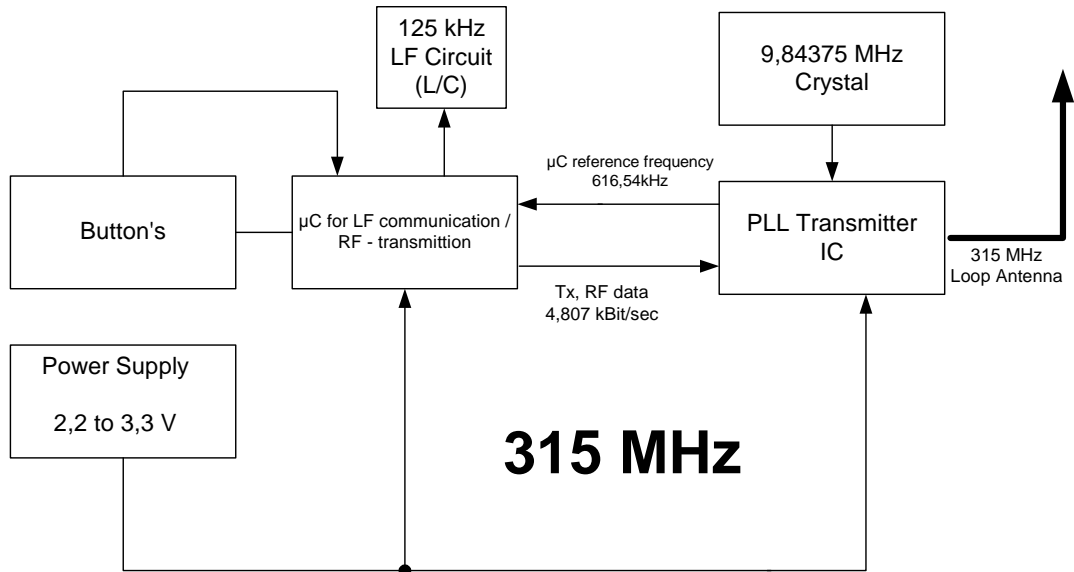 125 kHz
LF Circuit
(L/C)
9,84375 MHz
Crystal
µC reference frequency
616,54kHz
Button's
µC for LF communication /
RF - transmittion
PLL Transmitter
IC
315 MHz
Loop Antenna
Tx, RF data
4,807 kBit/sec
Power Supply
2,2 to 3,3 V
315 MHz